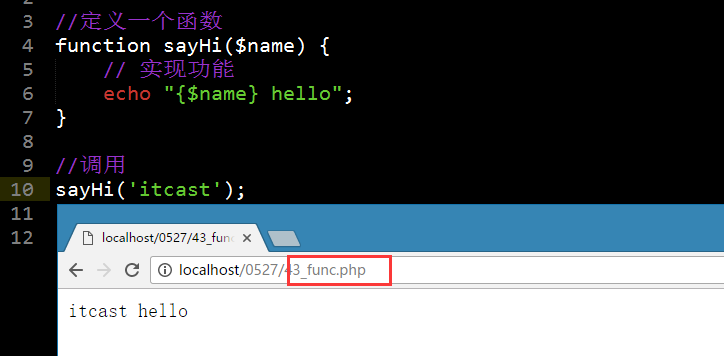 3 //定义一个函数
4 function sayHi($name) {
5 // 实现功能
6 echo "{$name} hello";
7 }
8
9 //调用
10 sayHi('itcast');
11
12
localhost/0527/43_fun
localhost/0527/43_func.php
itcast hello